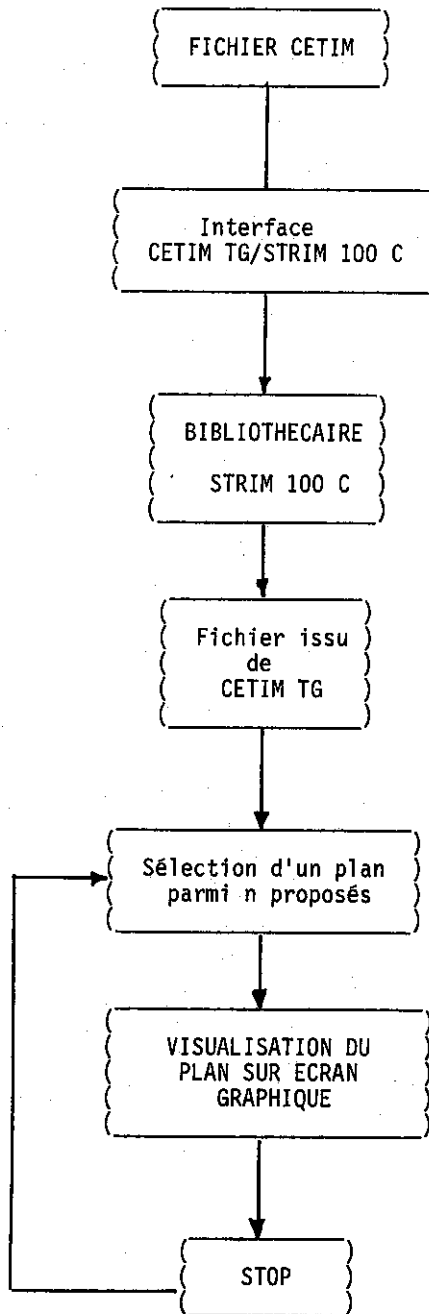 FICHIER CETIM
Interface
CETIM TG/STRIM 100 C
BIBLIOTHECAIRE
STRIM 100 C
Fichier issu
de
CETIM TG
Sélection d'un plan
parmi n proposés
VISUALISATION DU
PLAN SUR ECRAN
GRAPHIQUE
STOP